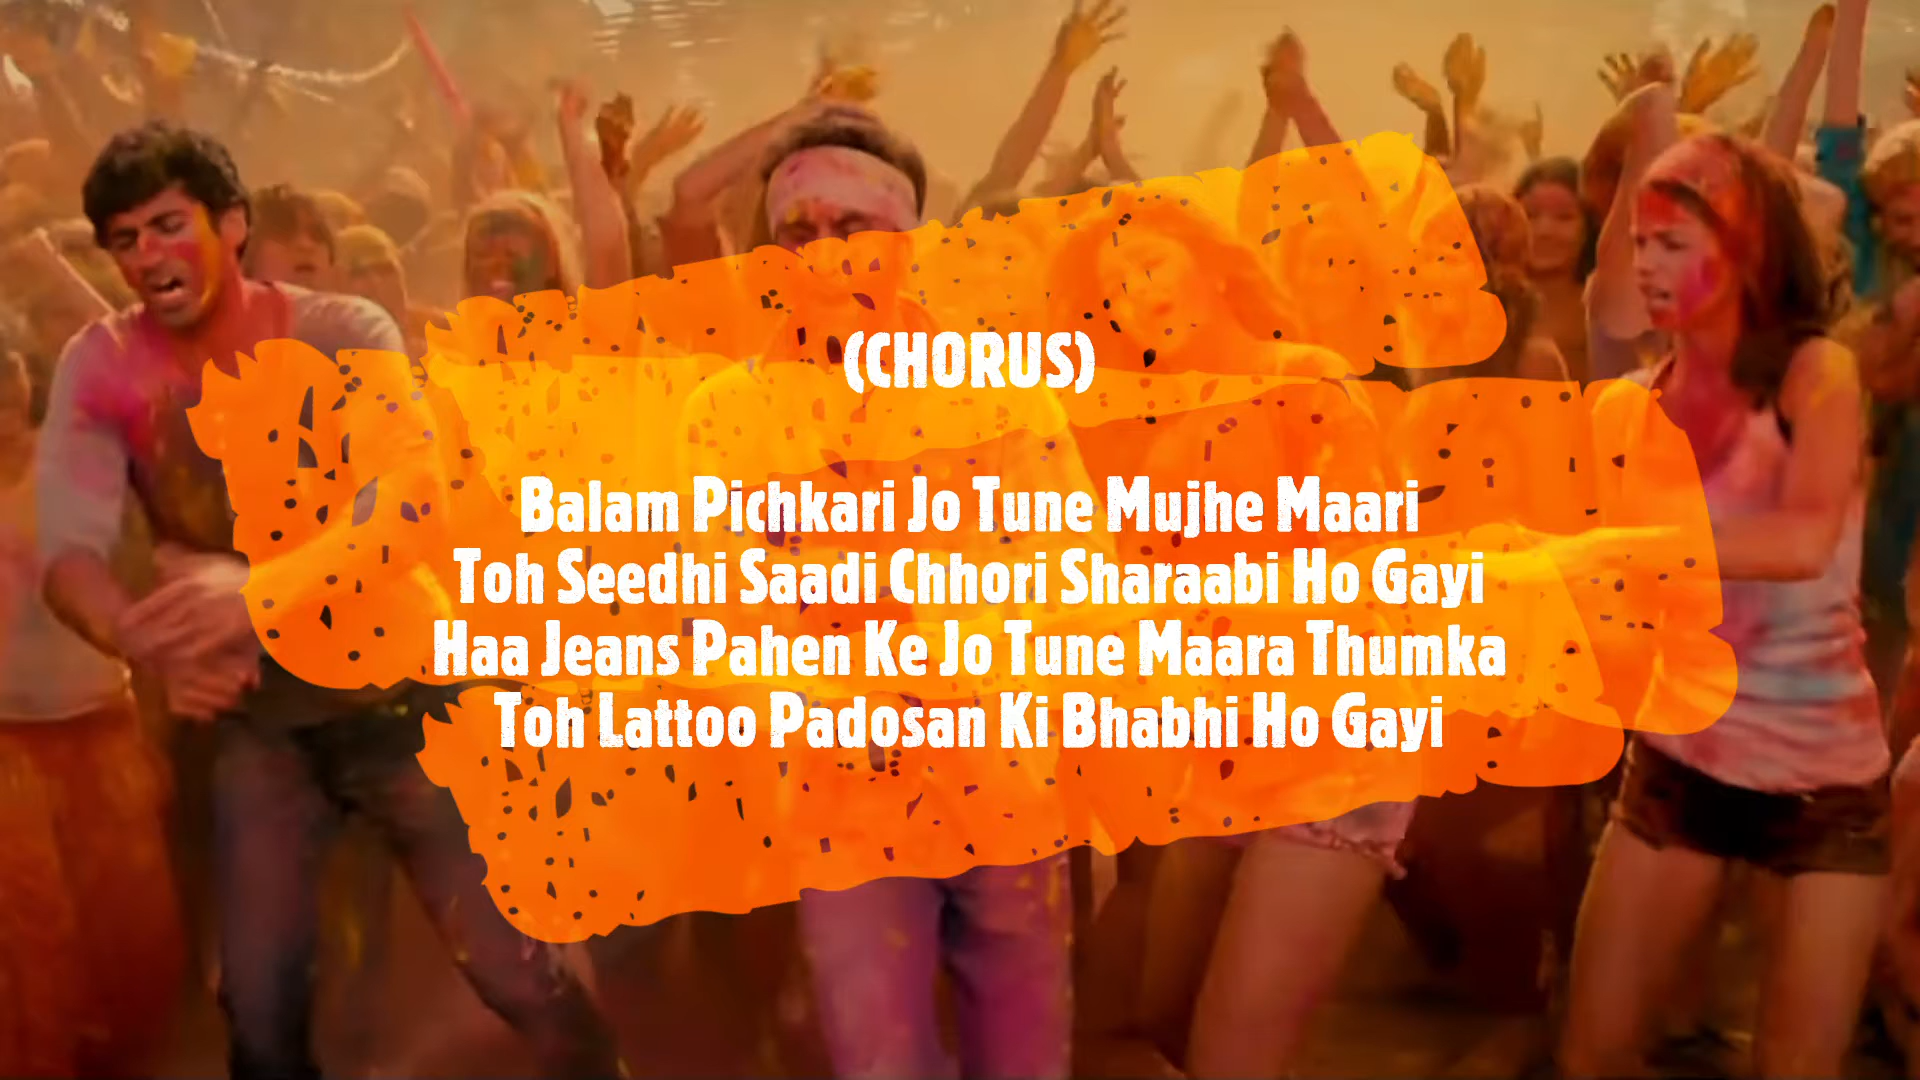 (CHORUS)
Balam Pichkari Jo Tune Mujhe Maari
Toh Seedhi Saadi Chhori Sharaabi Ho Gayi
Haa Jeans Pahen Ke Jo Tune Maara Thumka
Toh Lattoo Padosan Ki Bhabhi Ho Gayi